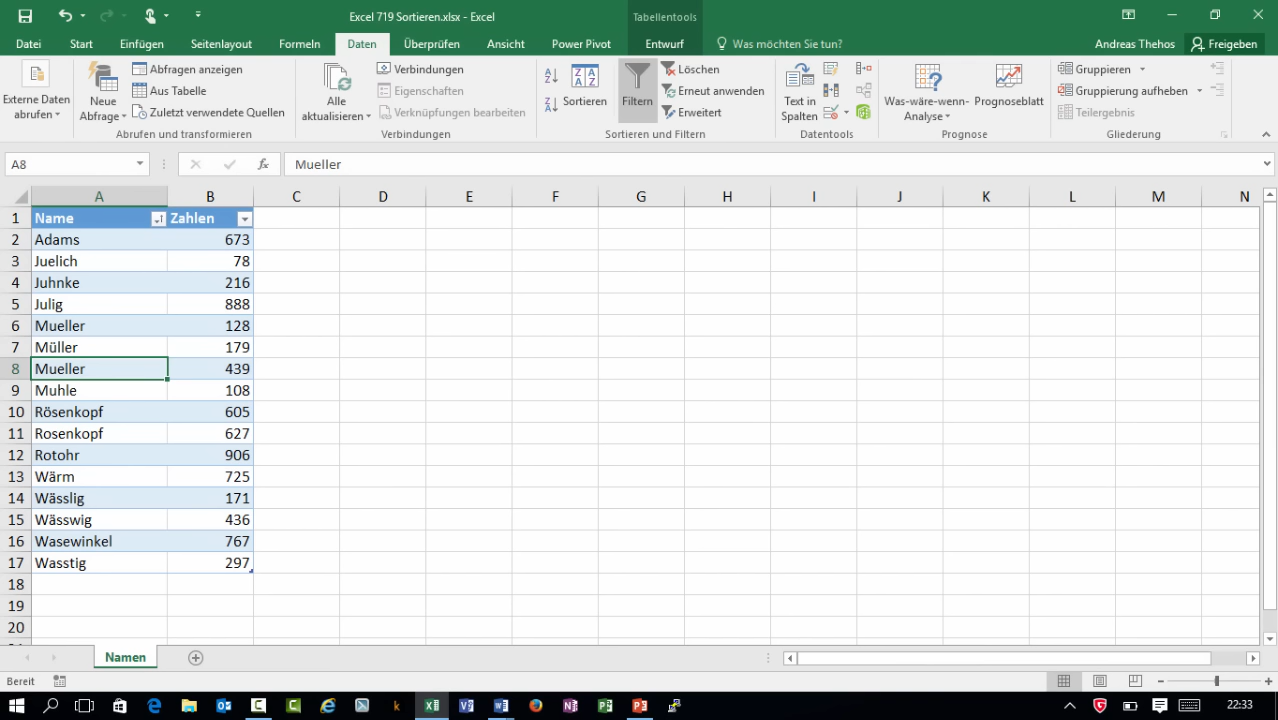 Excel 719 Sortieren.xlsx - Excel
Tabellentools
Datei Start Einfügen Seitenlayout Formeln Daten Überprüfen Ansicht Power Pivot Entwurf Was möchten Sie tun? Andreas Thehos Freigeben
Externe Daten abrufen
Neue Abfrage
Abfragen anzeigen
Aus Tabelle
Zuletzt verwendete Quellen
Abrufen und transformieren
Alle aktualisieren
Verbindungen
Eigenschaften
Verknüpfungen bearbeiten
Verbindungen
Sortieren
Filtern
Löschen
Erneut anwenden
Erweitert
Sortieren und Filtern
Text in Spalten
Datentools
Was-wäre-wenn-Analyse
Prognoseblatt
Prognose
Gruppieren
Gruppierung aufheben
Teilergebnis
Gliederung
A8 fx Mueller
A B C D E F G H I J K L M N
1 Name Zahlen
2 Adams 673
3 Juelich 78
4 Juhnke 216
5 Julig 888
6 Mueller 128
7 Müller 179
8 Mueller 439
9 Muhle 108
10 Rösenkopf 605
11 Rosenkopf 627
12 Rotohr 906
13 Wärm 725
14 Wässlig 171
15 Wässwig 436
16 Wasewinkel 767
17 Wasstig 297
18
19
20
Namen
Bereit
22:33